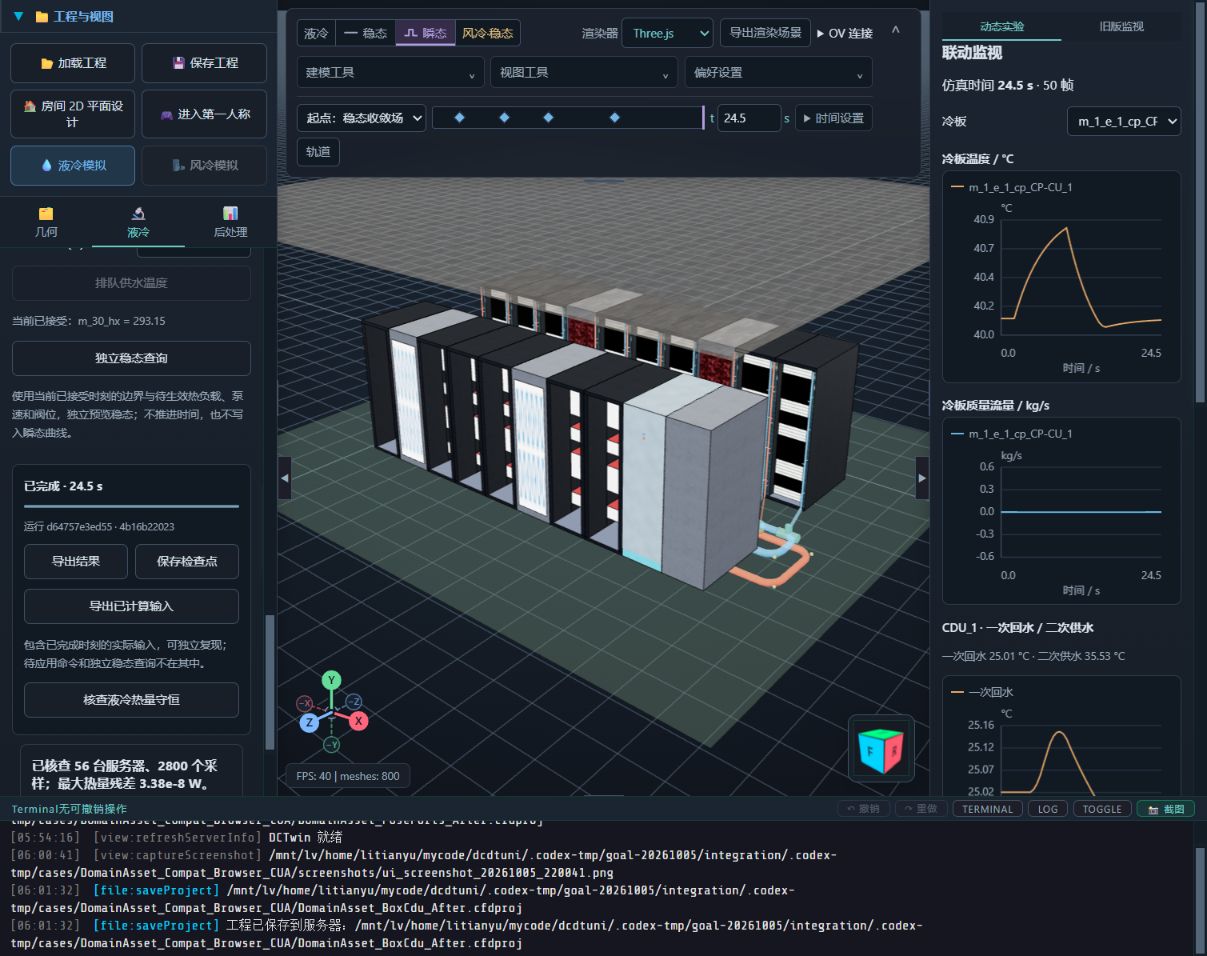 ▼ 📁 工程与视图
📂 加载工程
💾 保存工程
🏠 房间 2D 平面设计
🎮 进入第一人称
💧 液冷模拟
风冷模拟
几何
液冷
后处理
排队供水温度
当前已接受：m_30_hx = 293.15
独立稳态查询
使用当前已接受时刻的边界与待生效热负载、泵
速和阀位，独立预览稳态；不推进时间，也不写
入瞬态曲线。
已完成 · 24.5 s
运行 d64757e3ed55 · 4b16b22023
导出结果
保存检查点
导出已计算输入
包含已完成时刻的实际输入，可独立复现；
待应用命令和独立稳态查询不在其中。
核查液冷热量守恒
已核查 56 台服务器、2800 个采
样；最大热量残差 3.38e-8 W。
液冷
稳态
瞬态
风冷·稳态
渲染器
Three.js
导出渲染场景
▶ OV 连接
建模工具
视图工具
偏好设置
起点：稳态收敛场
t 24.5 s
▶ 时间设置
轨道
Y
-X
-Z
Z
X
-Y
FPS: 40 | meshes: 800
F
R
动态实验
旧版监视
联动监视
仿真时间 24.5 s · 50 帧
冷板
m_1_e_1_cp_CF
冷板温度 / °C
m_1_e_1_cp_CP-CU_1
°C
40.9
40.7
40.4
40.2
40.0
0.0
24.5
时间 / s
冷板质量流量 / kg/s
m_1_e_1_cp_CP-CU_1
kg/s
0.6
0.3
0.0
-0.3
-0.6
0.0
24.5
时间 / s
CDU_1 · 一次回水 / 二次供水
一次回水 25.01 °C · 二次供水 35.53 °C
一次回水
°C
25.16
25.12
25.07
25.02
Terminal无可撤销操作
↶ 撤销
↷ 重做
TERMINAL
LOG
TOGGLE
截图
tmp/cases/DomainAsset_Compat_Browser_CUA/DomainAsset_FuseParts_After.cfdproj
[05:54:16] [view:refreshServerInfo] DCTwin 就绪
[06:00:41] [view:captureScreenshot] /mnt/lv/home/litianyu/mycode/dcdtuni/.codex-tmp/goal-20261005/integration/.codex-
tmp/cases/DomainAsset_Compat_Browser_CUA/screenshots/ui_screenshot_20261005_220041.png
[06:01:32] [file:saveProject] /mnt/lv/home/litianyu/mycode/dcdtuni/.codex-tmp/goal-20261005/integration/.codex-
tmp/cases/DomainAsset_Compat_Browser_CUA/DomainAsset_BoxCdu_After.cfdproj
[06:01:32] [file:saveProject] 工程已保存到服务器：/mnt/lv/home/litianyu/mycode/dcdtuni/.codex-tmp/goal-20261005/integration/.codex-
tmp/cases/DomainAsset_Compat_Browser_CUA/DomainAsset_BoxCdu_After.cfdproj